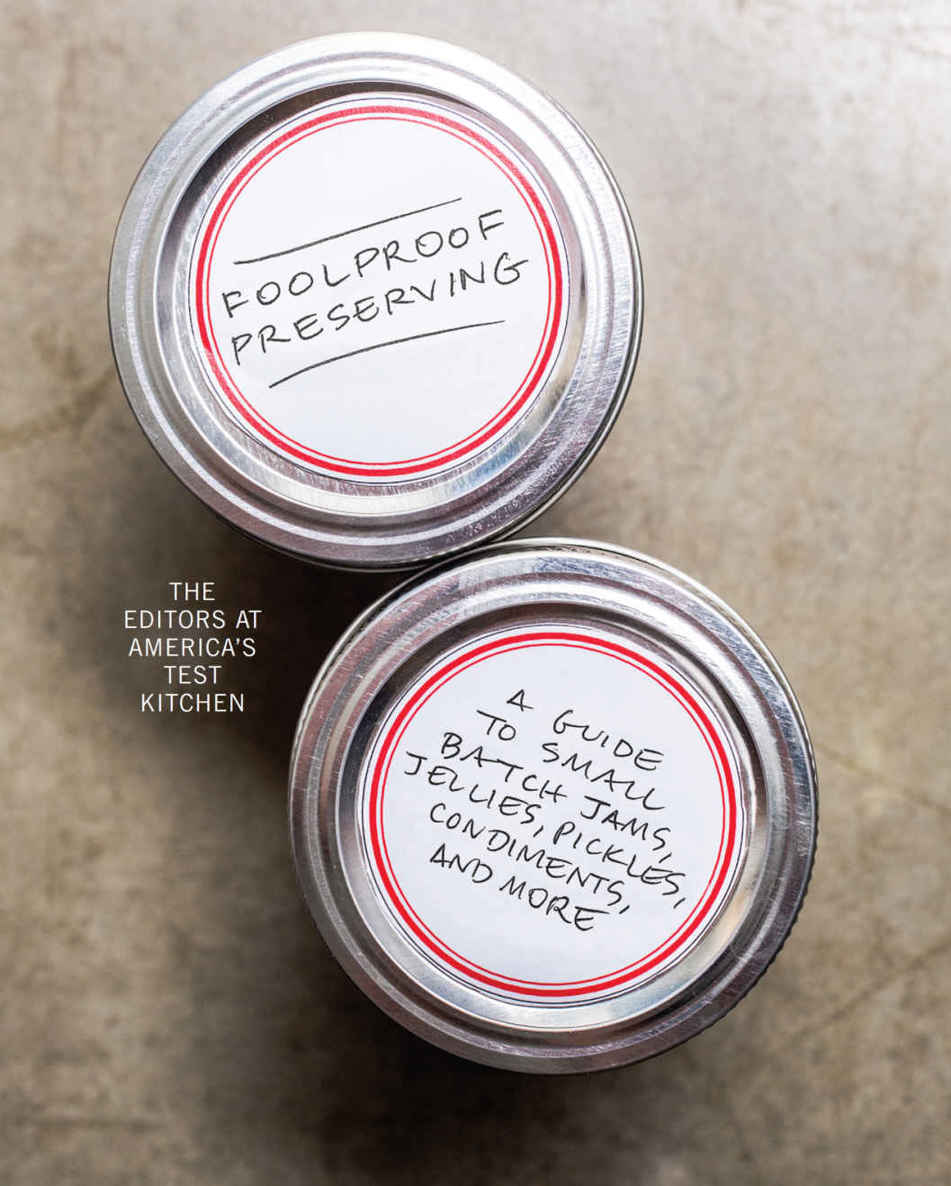 FOOLPROOF
PRESERVING
THE
EDITORS AT
AMERICA'S
TEST
KITCHEN
A GUIDE
TO SMALL
BATCH JAMS,
JELLIES, PICKLES,
CONDIMENTS,
AND MORE